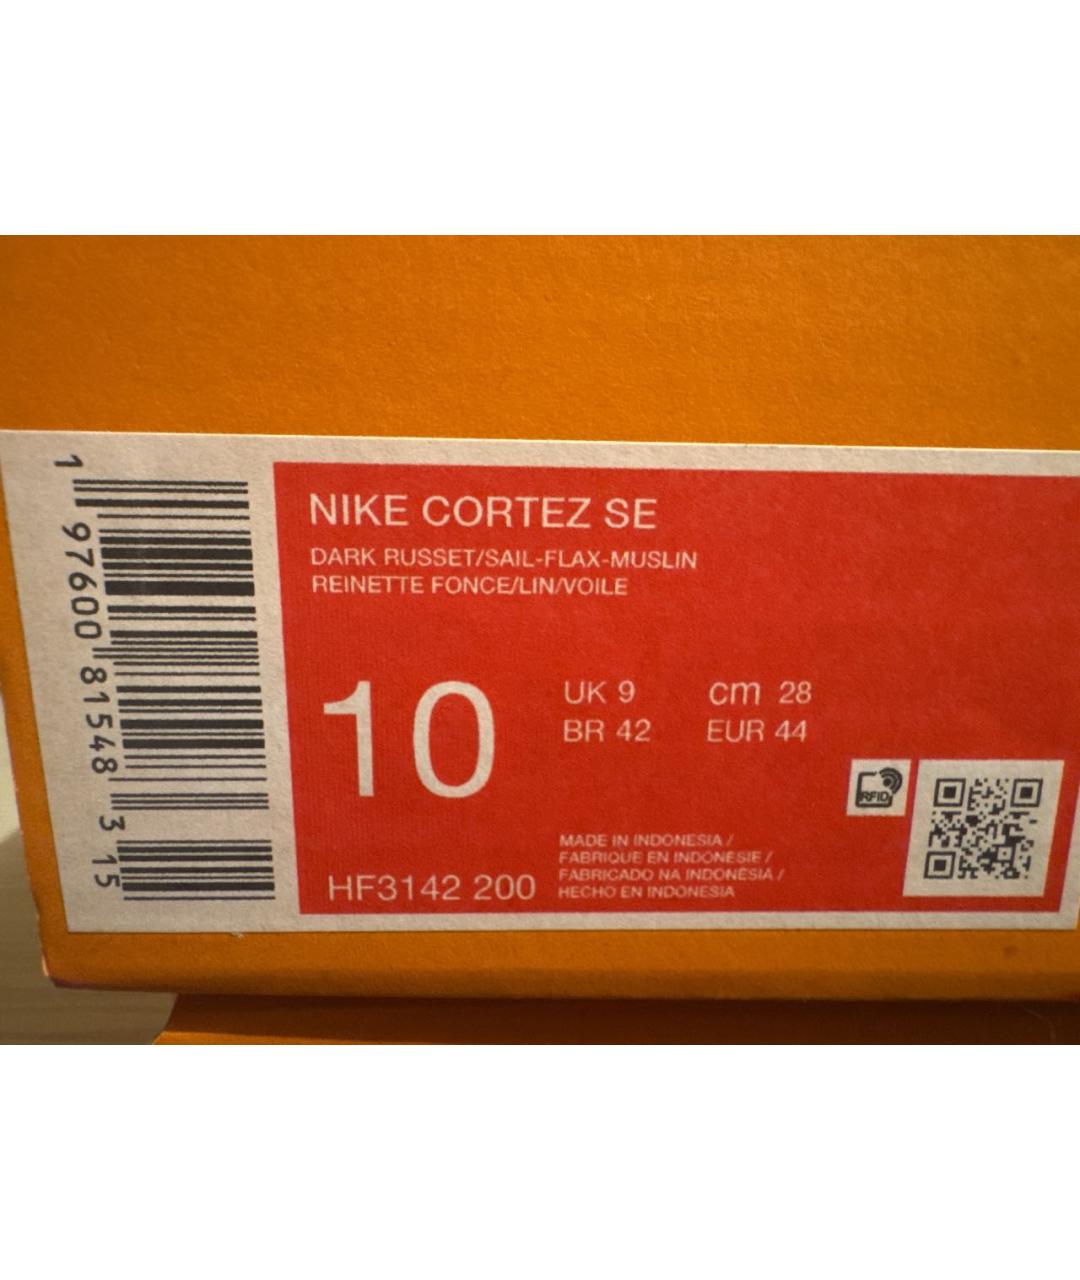 1 97600 81548 3 15
NIKE CORTEZ SE
DARK RUSSET/SAIL-FLAX-MUSLIN
REINETTE FONCE/LIN/VOILE
10
UK 9 cm 28
BR 42 EUR 44
RFID
MADE IN INDONESIA /
FABRIQUE EN INDONESIE /
FABRICADO NA INDONÉSIA /
HECHO EN INDONESIA
HF3142 200